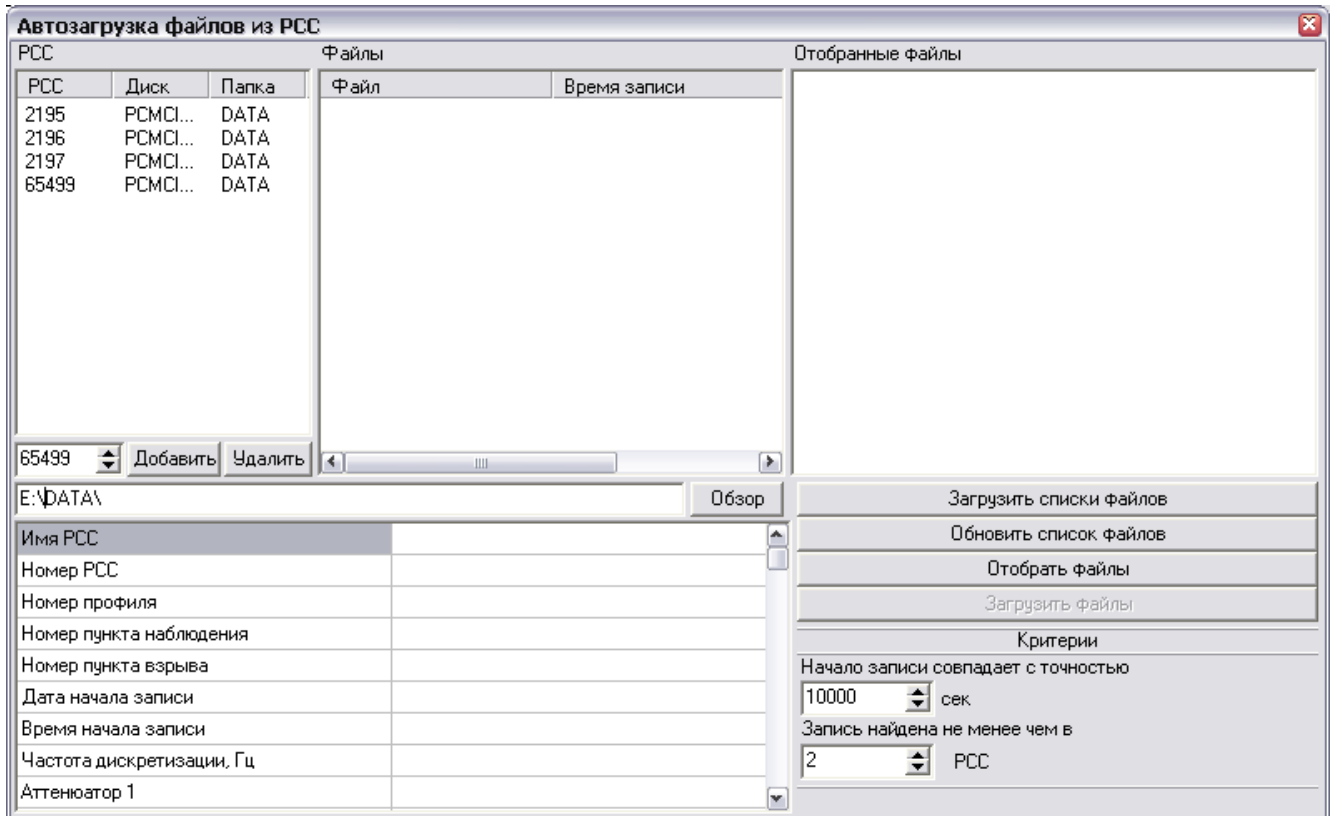 Автозагрузка файлов из РСС
РСС
Файлы
Отобранные файлы
РСС Диск Папка
2195 PCMCI... DATA
2196 PCMCI... DATA
2197 PCMCI... DATA
65499 PCMCI... DATA
Файл Время записи
65499 Добавить Удалить
E:\DATA\ Обзор
Имя РСС
Номер РСС
Номер профиля
Номер пункта наблюдения
Номер пункта взрыва
Дата начала записи
Время начала записи
Частота дискретизации, Гц
Аттенюатор 1
Загрузить списки файлов
Обновить список файлов
Отобрать файлы
Загрузить файлы
Критерии
Начало записи совпадает с точностью
10000 сек
Запись найдена не менее чем в
2 РСС